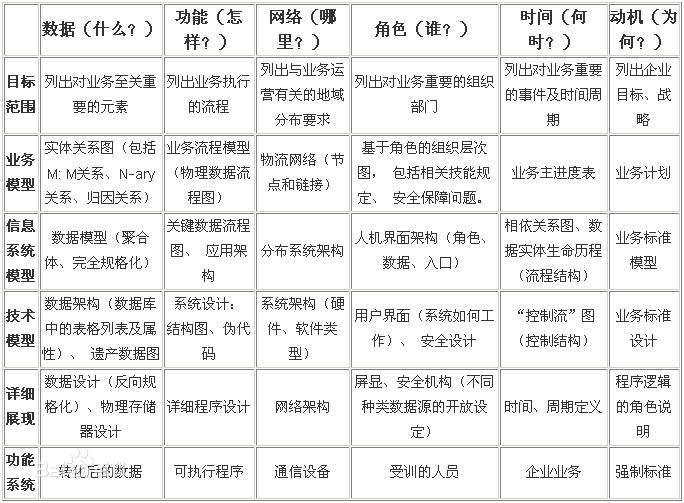 数据（什么？） 功能（怎样？） 网络（哪里？） 角色（谁？） 时间（何时？） 动机（为何？）
目标范围 列出对业务至关重要的元素 列出业务执行的流程 列出与业务运营有关的地域分布要求 列出对业务重要的组织部门 列出对业务重要的事件及时间周期 列出企业目标、战略
业务模型 实体关系图（包括M: M关系、N-ary关系、归因关系） 业务流程模型（物理数据流程图） 物流网络（节点和链接） 基于角色的组织层次图， 包括相关技能规定、 安全保障问题。 业务主进度表 业务计划
信息系统模型 数据模型（聚合体、完全规格化） 关键数据流程图、 应用架构 分布系统架构 人机界面架构（角色、数据、入口） 相依关系图、数据实体生命历程（流程结构） 业务标准模型
技术模型 数据架构（数据库中的表格列表及属性）、 遗产数据图 系统设计： 结构图、伪代码 系统架构（硬件、软件类型） 用户界面（系统如何工作）、 安全设计 “控制流”图（控制结构） 业务标准设计
详细展现 数据设计（反向规格化）、物理存储器设计 详细程序设计 网络架构 屏显、安全机构（不同种类数据源的开放设定） 时间、周期定义 程序逻辑的角色说明
功能系统 转化后的数据 可执行程序 通信设备 受训的人员 企业业务 强制标准